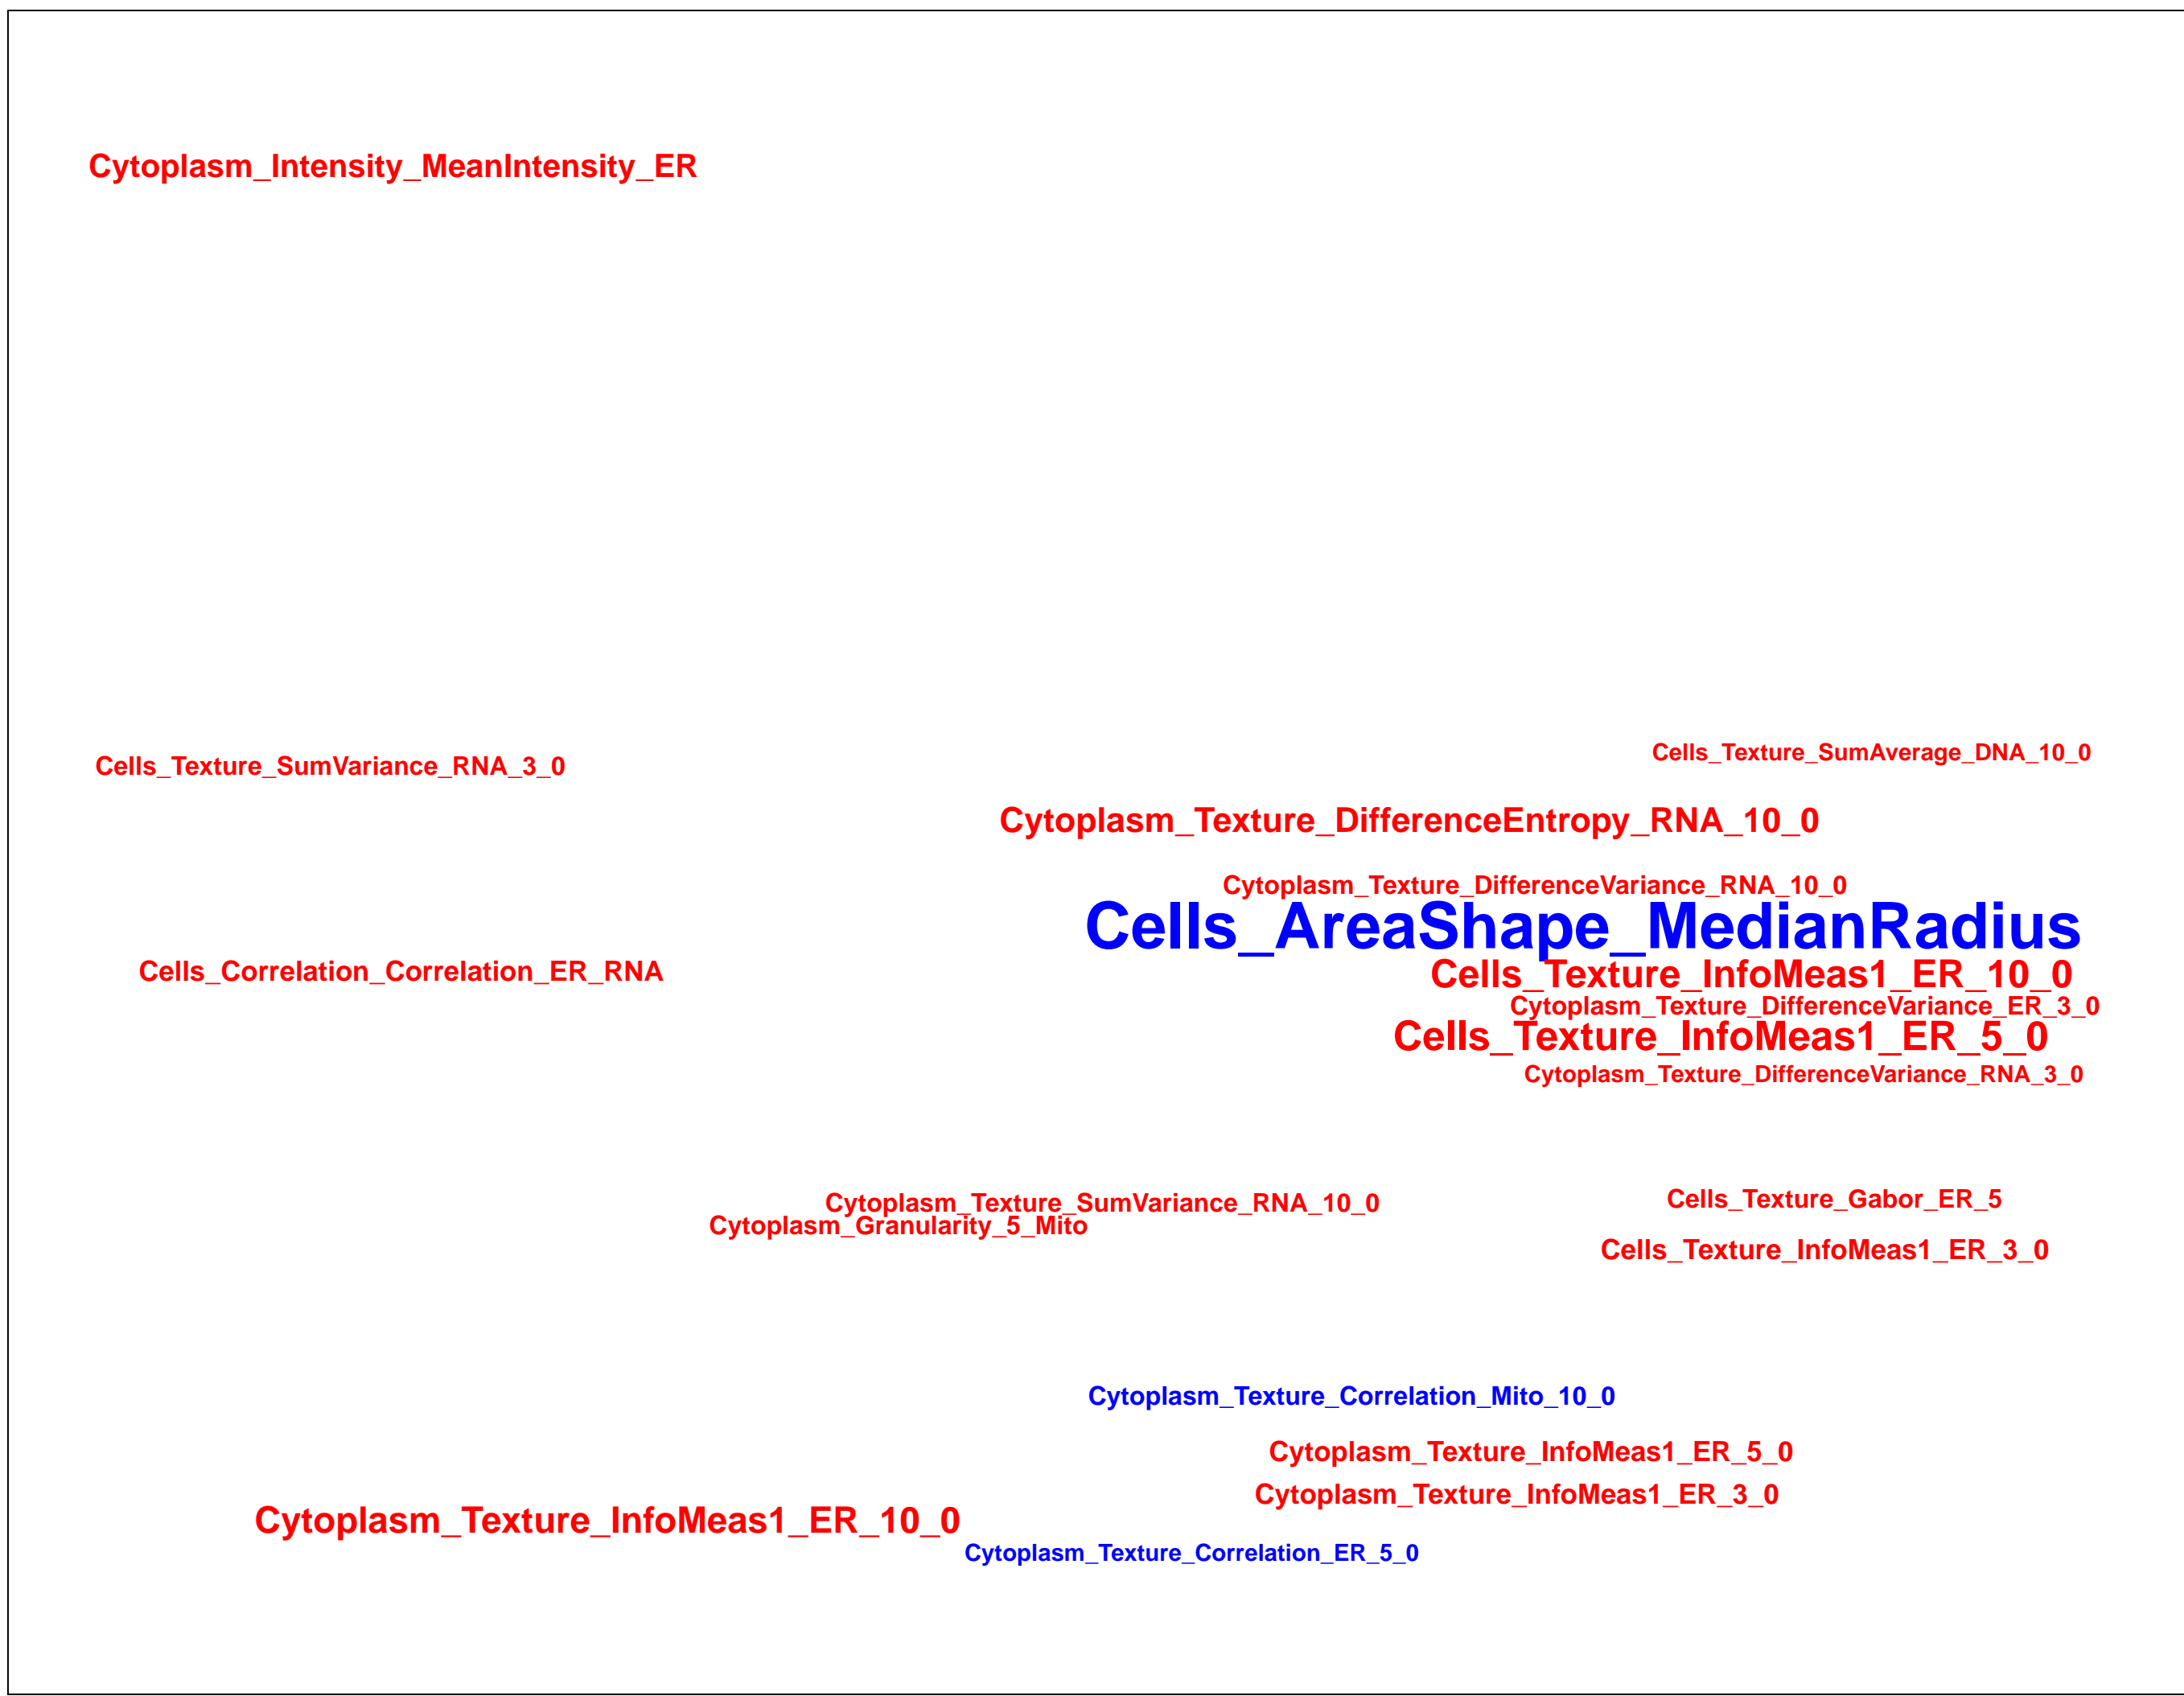 Cytoplasm_Intensity_MeanIntensity_ER
Cells_Texture_SumAverage_DNA_10_0
Cells_Texture_SumVariance_RNA_3_0
Cytoplasm_Texture_DifferenceEntropy_RNA_10_0
Cytoplasm_Texture_DifferenceVariance_RNA_10_0
Cells_AreaShape_MedianRadius
Cells_Correlation_Correlation_ER_RNA
Cells_Texture_InfoMeas1_ER_10_0
Cytoplasm_Texture_DifferenceVariance_ER_3_0
Cells_Texture_InfoMeas1_ER_5_0
Cytoplasm_Texture_DifferenceVariance_RNA_3_0
Cells_Texture_Gabor_ER_5
Cytoplasm_Texture_SumVariance_RNA_10_0
Cytoplasm_Granularity_5_Mito
Cells_Texture_InfoMeas1_ER_3_0
Cytoplasm_Texture_Correlation_Mito_10_0
Cytoplasm_Texture_InfoMeas1_ER_5_0
Cytoplasm_Texture_InfoMeas1_ER_3_0
Cytoplasm_Texture_InfoMeas1_ER_10_0
Cytoplasm_Texture_Correlation_ER_5_0